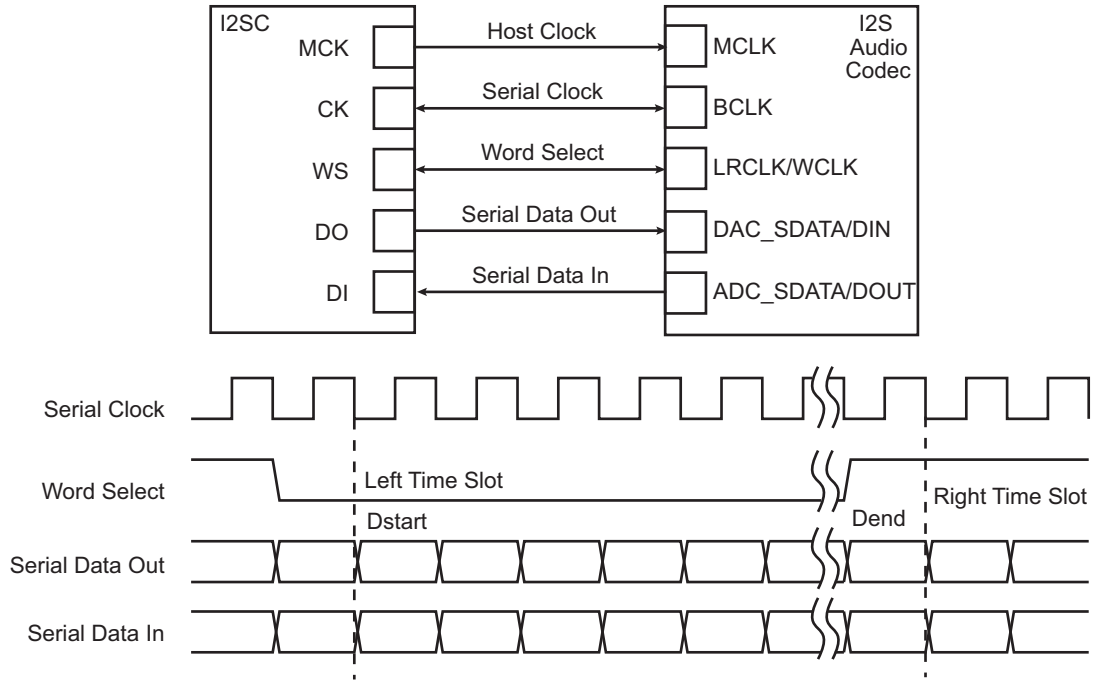 I2SC
I2S
Audio
Codec
MCK
Host Clock
MCLK
CK
Serial Clock
BCLK
WS
Word Select
LRCLK/WCLK
DO
Serial Data Out
DAC_SDATA/DIN
DI
Serial Data In
ADC_SDATA/DOUT
Serial Clock
Word Select
Left Time Slot
Right Time Slot
Dstart
Dend
Serial Data Out
Serial Data In